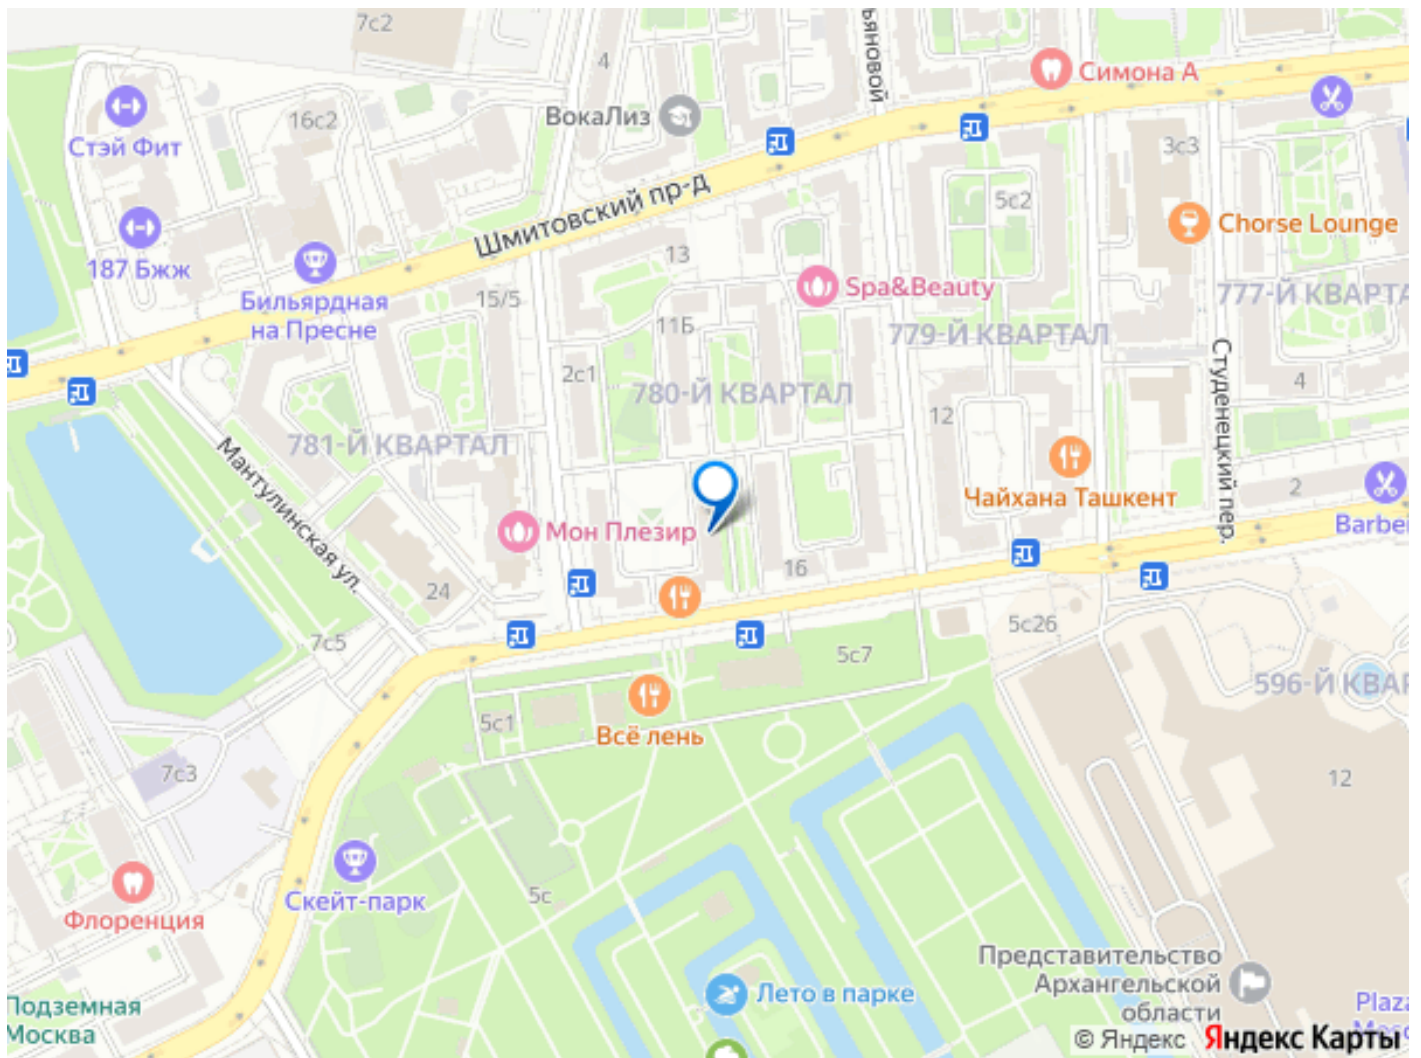 7с2
4
ьяновой
Симона А
ВокаЛиз
16с2
Стэй Фит
3с3
Шмитовский пр-д
5с2
Chorse Lounge
187 Бжж
13
Бильярдная
на Пресне
15/5
Spa&Beauty
777-Й КВАРТА
11Б
779-Й КВАРТАЛ
Студенецкий пер.
2с1
780-Й КВАРТАЛ
4
12
781-Й КВАРТАЛ
Мантулинская ул.
Чайхана Ташкент
2
Barbe
Мон Плезир
16
24
7с5
5с26
5с7
596-Й КВАР
5с1
Всё лень
7с3
12
Скейт-парк
5с
Флоренция
Представительство
Архангельской
области
Лето в парке
Подземная
Москва
Plaza
© Яндекс Яндекс Карты